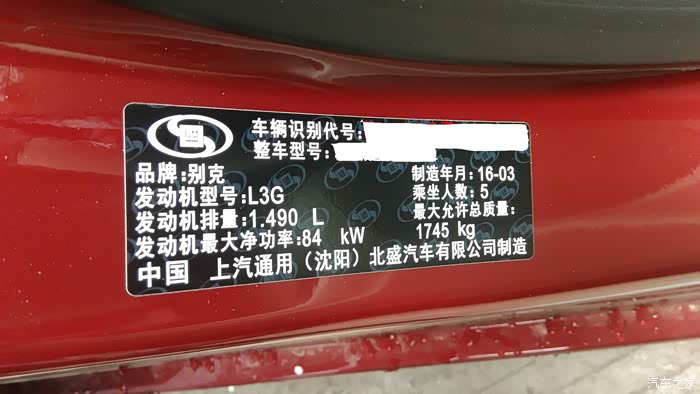 车辆识别代号:
整车型号:
品牌:别克
制造年月:16-03
发动机型号:L3G
乘坐人数:5
发动机排量:1.490 L
最大允许总质量:
1745 kg
发动机最大净功率:84 kW
中国 上汽通用(沈阳)北盛汽车有限公司制造
汽车之家